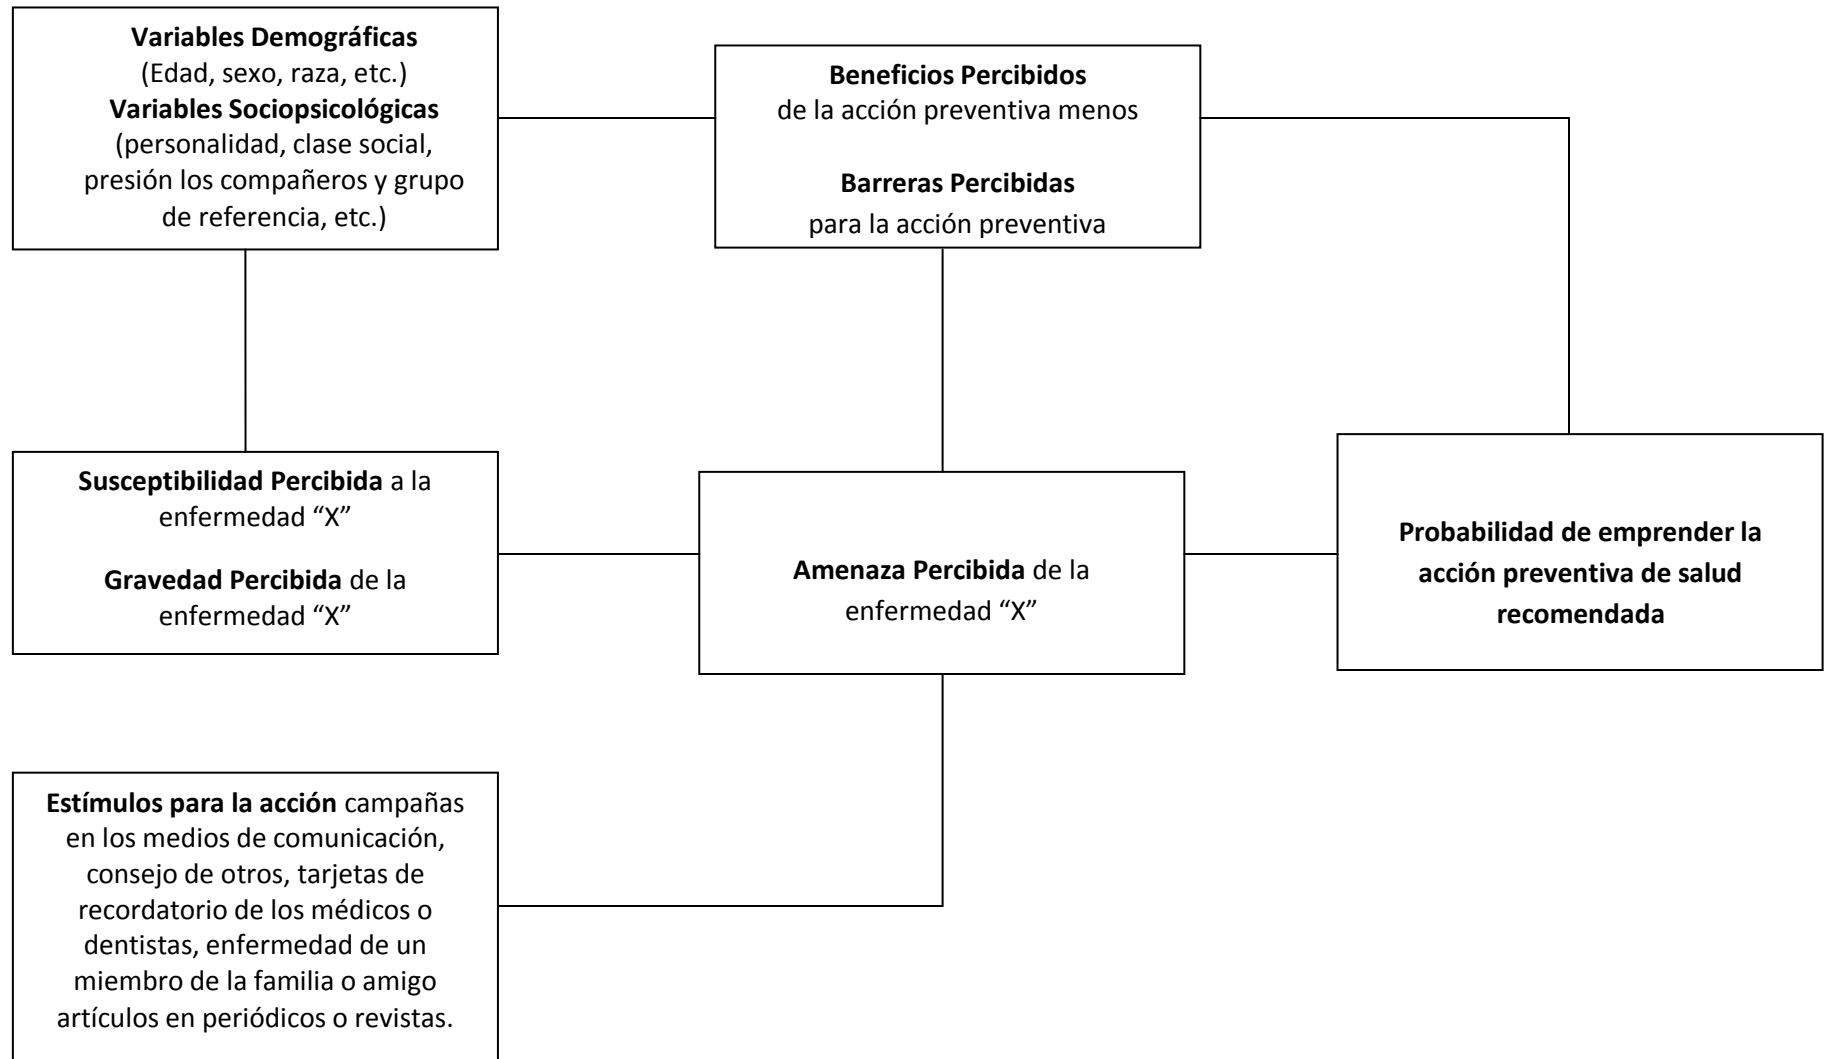 Variables Demográficas
(Edad, sexo, raza, etc.)
Variables Sociopsicológicas
(personalidad, clase social,
presión los compañeros y grupo
de referencia, etc.)
Beneficios Percibidos
de la acción preventiva menos
Barreras Percibidas
para la acción preventiva
Susceptibilidad Percibida a la
enfermedad “X”
Gravedad Percibida de la
enfermedad “X”
Amenaza Percibida de la
enfermedad “X”
Probabilidad de emprender la
acción preventiva de salud
recomendada
Estímulos para la acción campañas
en los medios de comunicación,
consejo de otros, tarjetas de
recordatorio de los médicos o
dentistas, enfermedad de un
miembro de la familia o amigo
artículos en periódicos o revistas.